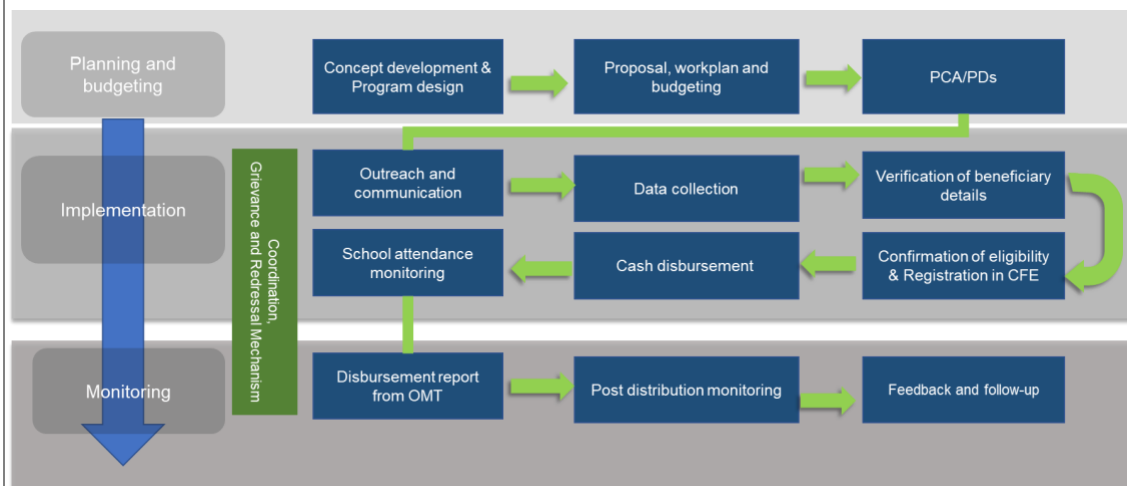 Planning and
budgeting
Concept development &
Program design
Proposal, workplan and
budgeting
PCA/PDs
Implementation
Coordination,
Grievance and Redressal Mechanism
Outreach and
communication
Data collection
Verification of beneficiary
details
School attendance
monitoring
Cash disbursement
Confirmation of eligibility
& Registration in CFE
Monitoring
Disbursement report
from OMT
Post distribution monitoring
Feedback and follow-up